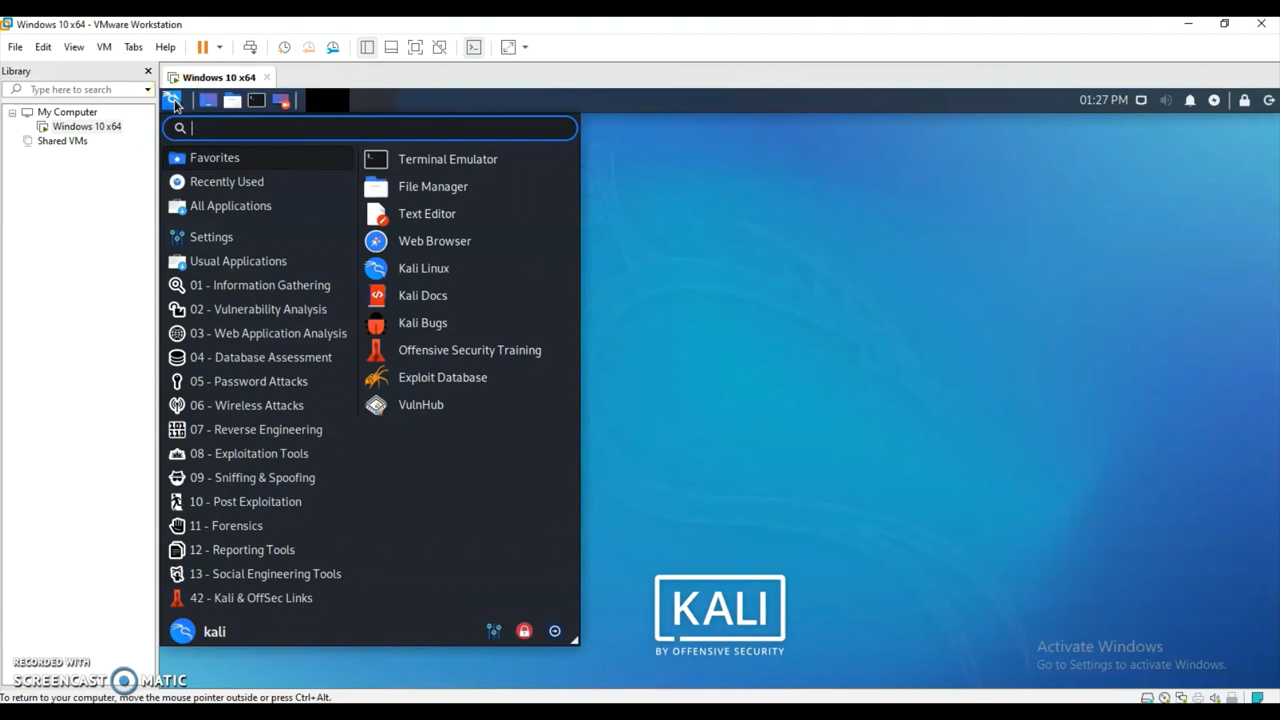 Windows 10 x64 - VMware Workstation
File Edit View VM Tabs Help
Library
Type here to search
My Computer
Windows 10 x64
Shared VMs
Windows 10 x64
01:27 PM
Favorites
Recently Used
All Applications
Settings
Usual Applications
01 - Information Gathering
02 - Vulnerability Analysis
03 - Web Application Analysis
04 - Database Assessment
05 - Password Attacks
06 - Wireless Attacks
07 - Reverse Engineering
08 - Exploitation Tools
09 - Sniffing & Spoofing
10 - Post Exploitation
11 - Forensics
12 - Reporting Tools
13 - Social Engineering Tools
42 - Kali & OffSec Links
Terminal Emulator
File Manager
Text Editor
Web Browser
Kali Linux
Kali Docs
Kali Bugs
Offensive Security Training
Exploit Database
VulnHub
kali
KALI
BY OFFENSIVE SECURITY
Activate Windows
Go to Settings to activate Windows.
RECORDED WITH
SCREENCAST MATIC
To return to your computer, move the mouse pointer outside or press Ctrl+Alt.